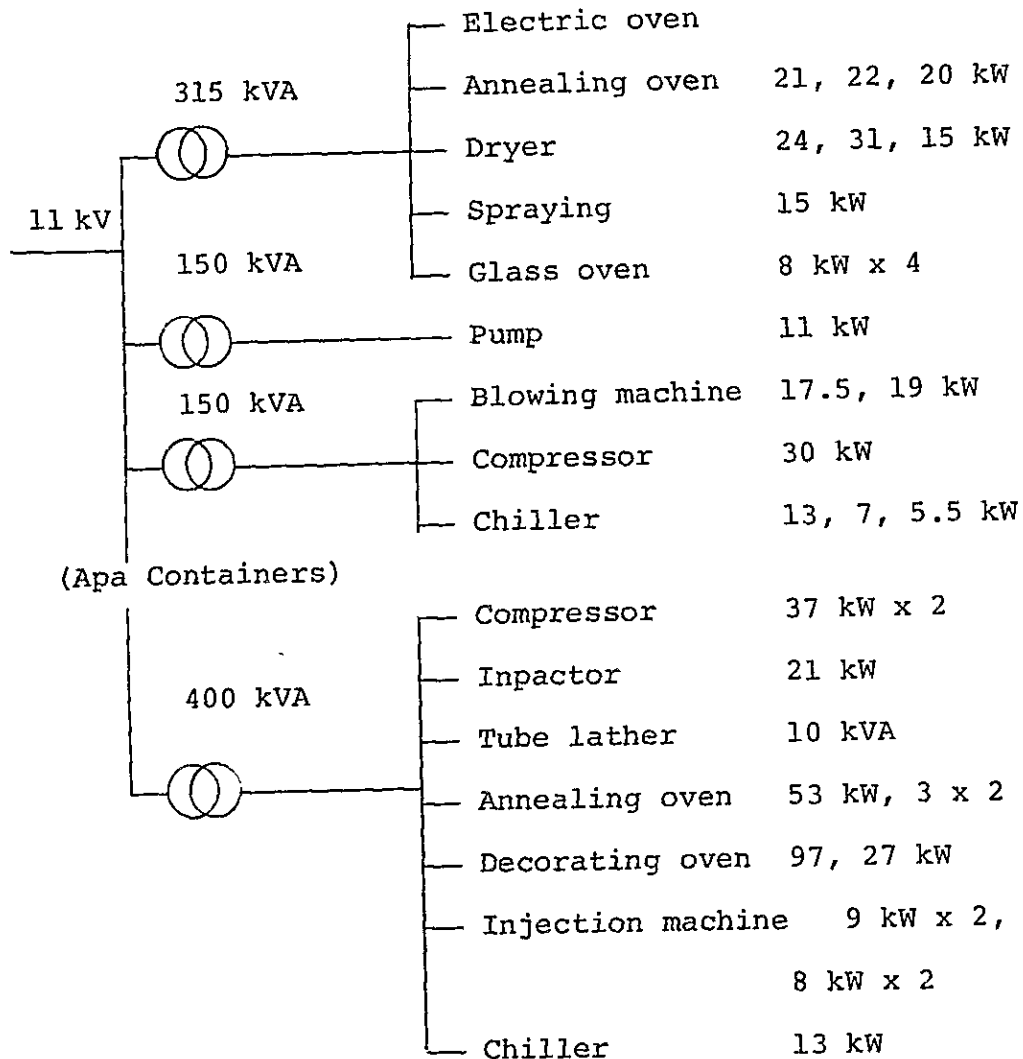 Electric oven
315 kVA
Annealing oven 21, 22, 20 kW
Dryer 24, 31, 15 kW
Spraying 15 kW
11 kV
150 kVA
Glass oven 8 kW x 4
Pump 11 kW
150 kVA
Blowing machine 17.5, 19 kW
Compressor 30 kW
Chiller 13, 7, 5.5 kW
(Apa Containers)
Compressor 37 kW x 2
400 kVA
Inpactor 21 kW
Tube lather 10 kVA
Annealing oven 53 kW, 3 x 2
Decorating oven 97, 27 kW
Injection machine 9 kW x 2,
8 kW x 2
Chiller 13 kW